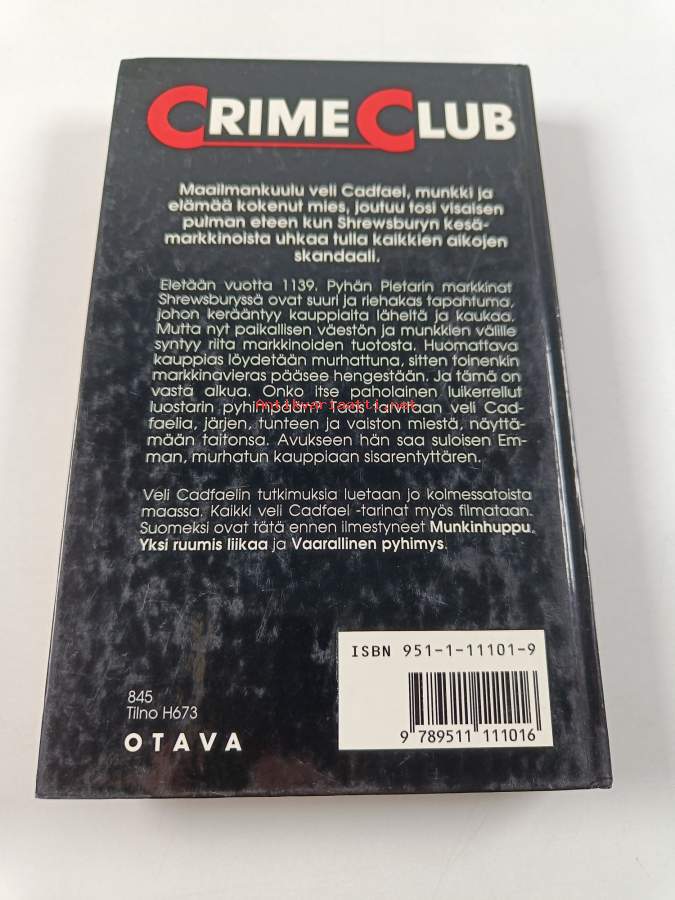 CRIME CLUB
Maailmankuulu veli Cadfael, munkki ja
elämää kokenut mies, joutuu tosi visaisen
pulman eteen kun Shrewsburyn kesä-
markkinoista uhkaa tulla kaikkien aikojen
skandaali.
Eletään vuotta 1139. Pyhän Pietarin markkinat
Shrewsburyssä ovat suuri ja riehakas tapahtuma,
johon kerääntyy kauppiaita läheltä ja kaukaa.
Mutta nyt paikallisen väestön ja munkkien välille
syntyy riita markkinoiden tuotosta. Huomattava
kauppias löydetään murhattuna, sitten toinenkin
markkinavieras pääsee hengestään. Ja tämä on
vasta alkua. Onko itse paholainen luikerrellut
luostarin pyhimpään? Taas tarvitaan veli Cad-
faelia, järjen, tunteen ja vaiston miestä, näyttä-
mään taitonsa. Avukseen hän saa suloisen Em-
man, murhatun kauppiaan sisarentyttären.
Antikvariaatti.net
Veli Cadfaelin tutkimuksia luetaan jo kolmessatoista
maassa. Kaikki veli Cadfael -tarinat myös filmataan.
Suomeksi ovat tätä ennen ilmestyneet Munkinhuppu,
Yksi ruumis liikaa ja Vaarallinen pyhimys.
ISBN 951-1-11101-9
9 789511 111016
845
Tilno H673
OTAVA